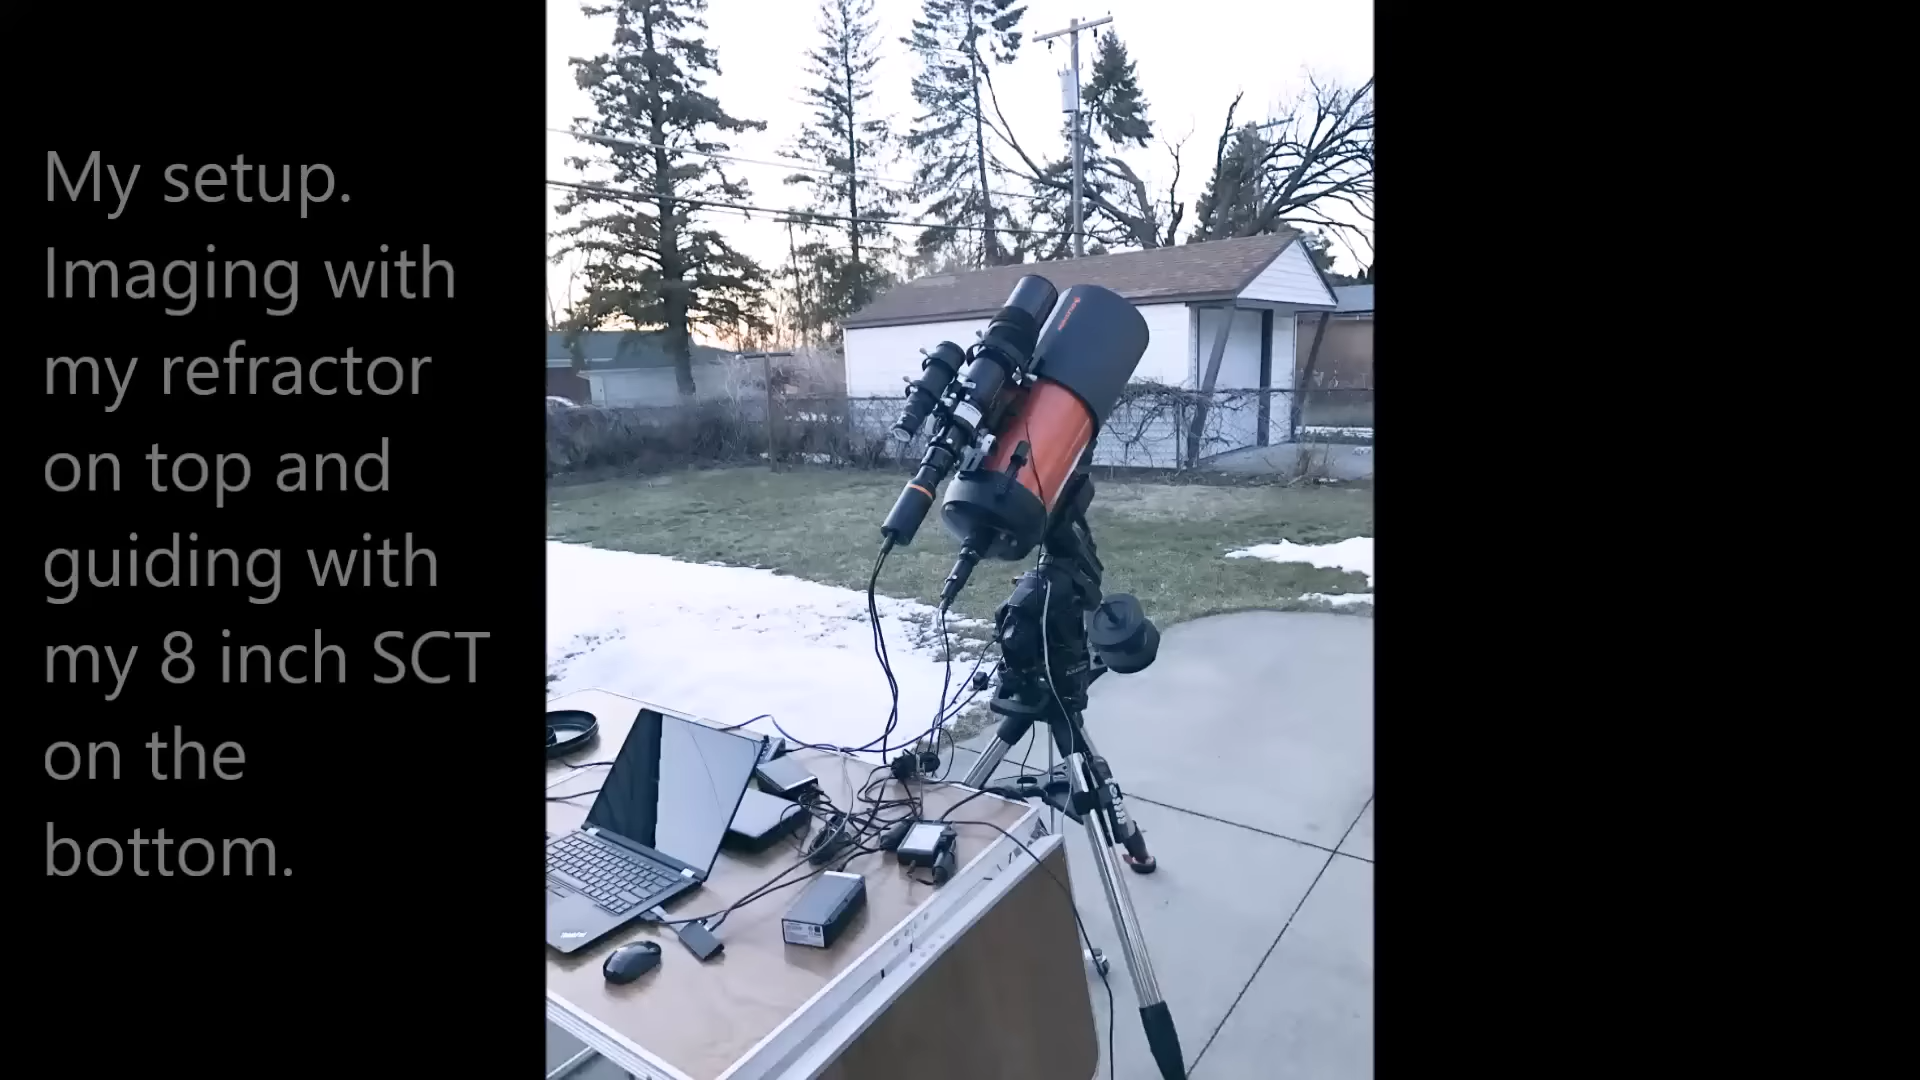 My setup.
Imaging with
my refractor
on top and
guiding with
my 8 inch SCT
on the
bottom.